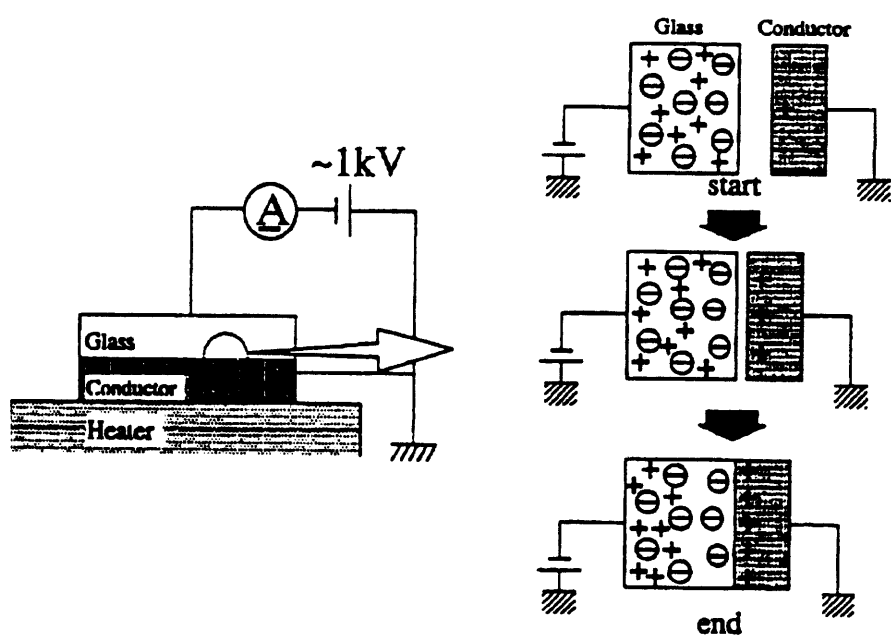 ~1kV
A
Glass
Conductor
Heater
Glass Conductor
start
end